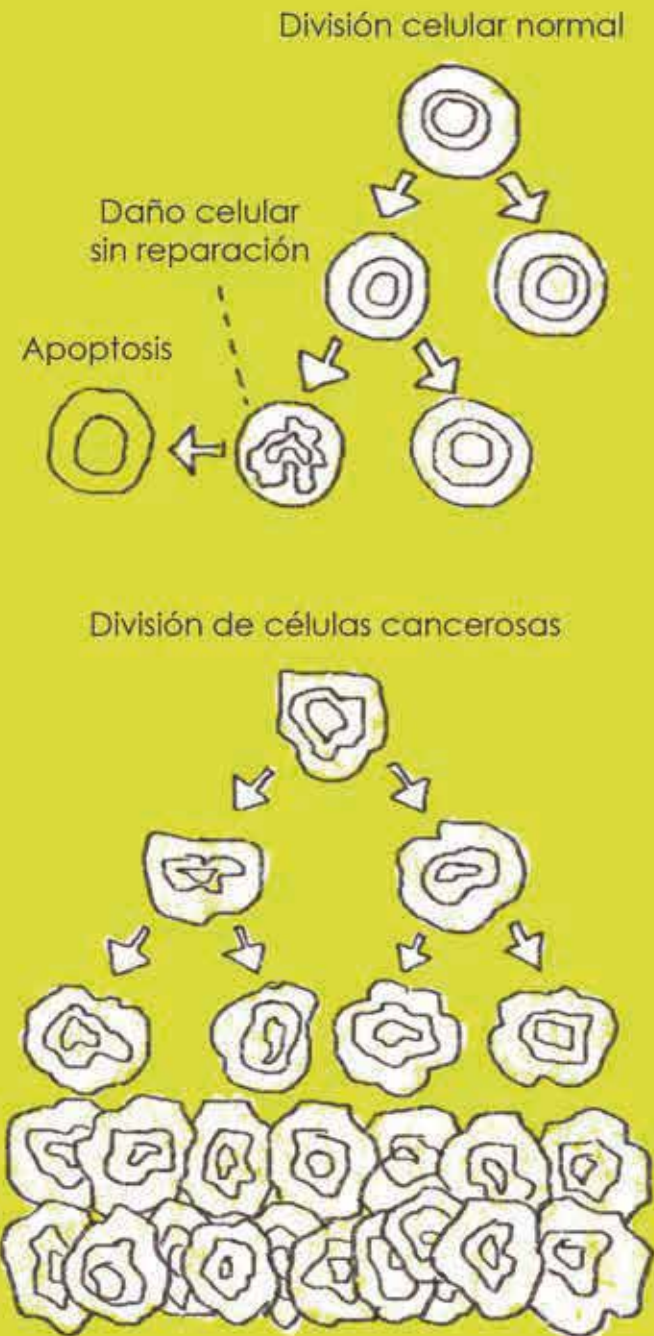 División celular normal
Daño celular
sin reparación
Apoptosis
División de células cancerosas